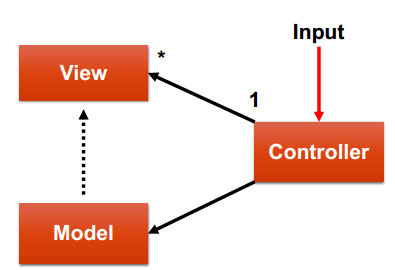 Input
*
View
1
Controller
Model